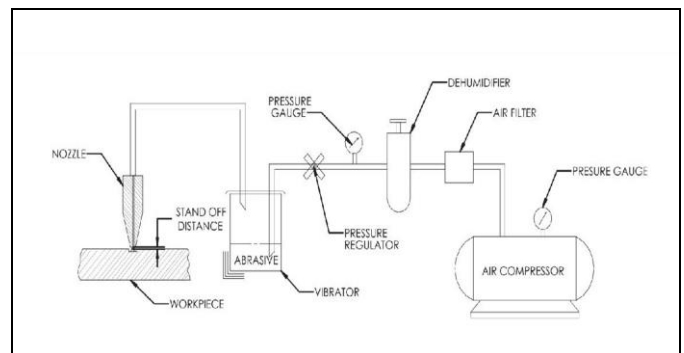 DEHUMIDIFIER
PRESSURE
GAUGE
AIR FILTER
NOZZLE
PRESURE GAUGE
STAND OFF
DISTANCE
PRESSURE
REGULATOR
ABRASIVE
AIR COMPRESSOR
VIBRATOR
WORKPIECE